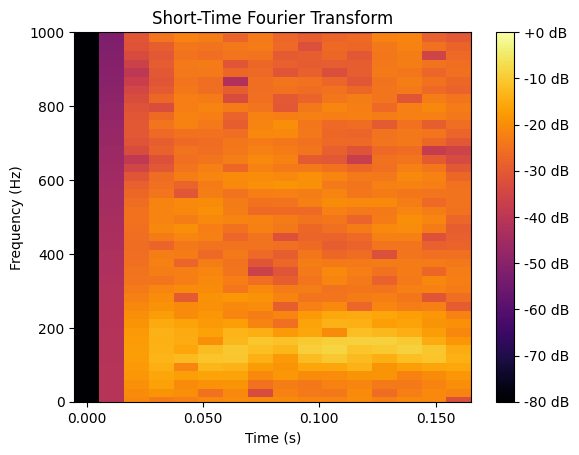 Short-Time Fourier Transform
1000
800
600
400
200
0
Frequency (Hz)
0.000
0.050
0.100
0.150
Time (s)
+0 dB
-10 dB
-20 dB
-30 dB
-40 dB
-50 dB
-60 dB
-70 dB
-80 dB